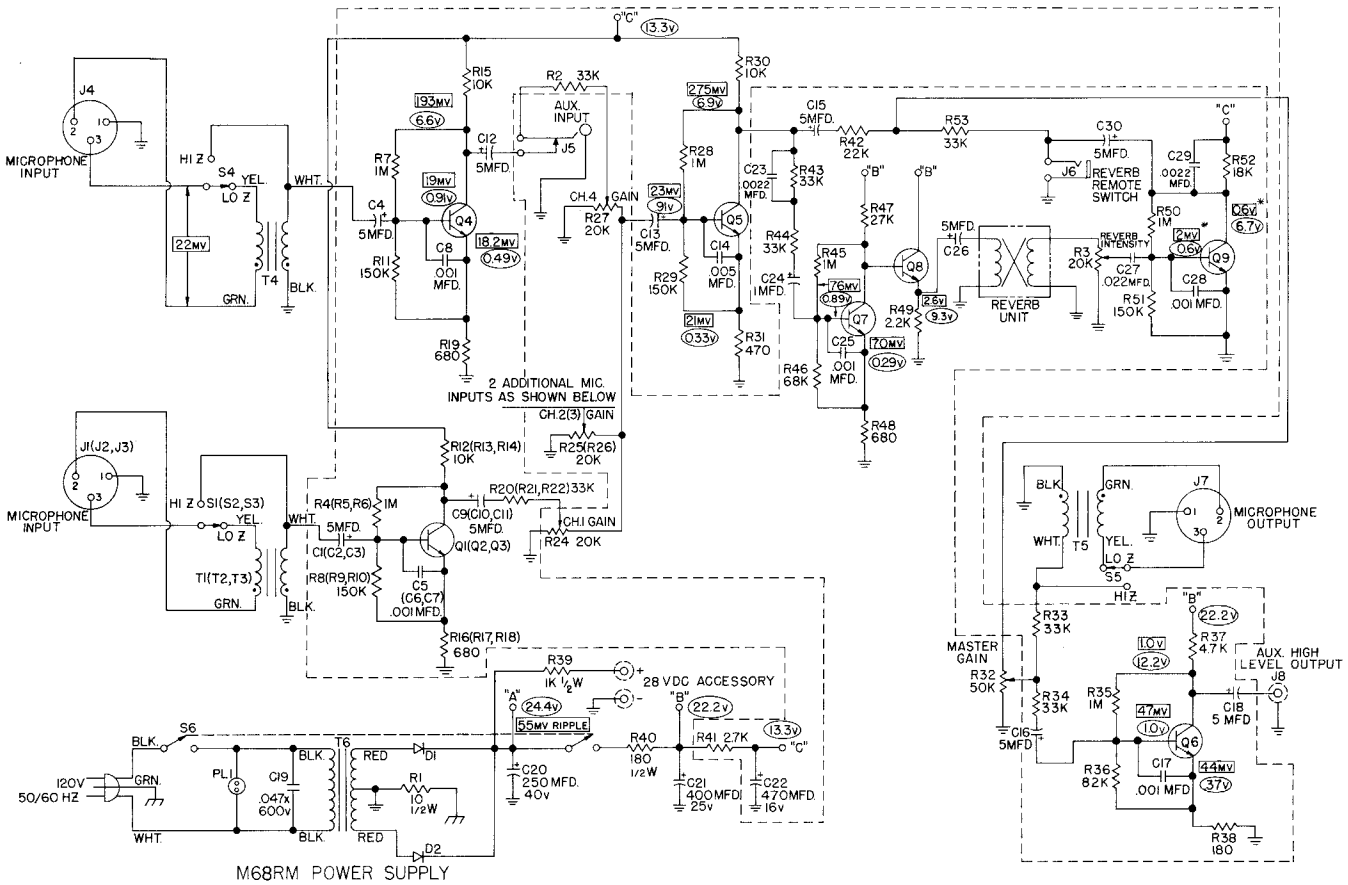 "C"
13.3V
J4
2
1
3
MICROPHONE
INPUT
HI Z
S4
LO Z
YEL.
WHT.
22MV
T4
GRN.
BLK.
R15
10K
193MV
6.6V
R7
1M
C12
5MFD.
19MV
0.91V
C4
5MFD.
Q4
18.2MV
0.49V
C8
.001
MFD.
R11
150K
R19
680
R2 33K
AUX.
INPUT
J5
CH.4 GAIN
R27
20K
R30
10K
275MV
6.9V
R28
1M
23MV
.91V
C13
5MFD.
Q5
C14
.005
MFD.
R29
150K
21MV
0.33V
R31
470
C15
5MFD.
R42
22K
R53
33K
C23
.0022
MFD.
R43
33K
R44
33K
C24
1MFD.
"B"
"B"
R47
27K
R45
1M
76MV
0.89V
Q7
Q8
C25
.001
MFD.
70MV
0.29V
R46
68K
R48
680
R49
2.2K
2.6V
9.3V
5MFD.
C26
REVERB
UNIT
C30
5MFD.
J6
REVERB
REMOTE
SWITCH
"C"
C29
.0022
MFD.
R52
18K
R50
1M
0.6V*
6.7V
REVERB
INTENSITY
R3
20K
C27
.022MFD.
2MV*
0.6V
Q9
C28
.001 MFD.
R51
150K
2 ADDITIONAL MIC.
INPUTS AS SHOWN BELOW
CH.2(3) GAIN
R25(R26)
20K
J1(J2,J3)
2
1
3
MICROPHONE
INPUT
HI Z
S1(S2,S3)
YEL.
LO Z
WHT.
T1(T2,T3)
GRN.
BLK.
R12(R13,R14)
10K
R4(R5,R6)
1M
5MFD.
C1(C2,C3)
R20(R21,R22)33K
C9(C10,C11)
5MFD.
Q1(Q2,Q3)
CH.1 GAIN
R24 20K
R8(R9,R10)
150K
C5
(C6,C7)
.001MFD.
R16(R17,R18)
680
BLK
GRN.
J7
1
2
3
MICROPHONE
OUTPUT
T5
WHT.
YEL.
LO Z
S5
HI Z
R33
33K
MASTER
GAIN
R32
50K
R34
33K
C16
5MFD
"B"
22.2V
1.0V
12.2V
R37
4.7K
AUX. HIGH
LEVEL OUTPUT
J8
R35
1M
C18
5 MFD
47MV
1.0V
Q6
R36
82K
C17
.001 MFD
44MV
.37V
R38
180
R39
1K 1/2W
+
-
28 VDC ACCESSORY
"A"
24.4V
55MV RIPPLE
"B"
22.2V
13.3V
R41 2.7K
"C"
R40
180
1/2W
C20
250 MFD.
40V
C21
400MFD
25V
C22
470MFD
16V
S6
BLK.
120V
50/60 HZ
GRN.
WHT.
PL1
C19
.047x
600V
BLK.
T6
RED
D1
R1
10
1/2W
BLK.
RED
D2
M68RM POWER SUPPLY